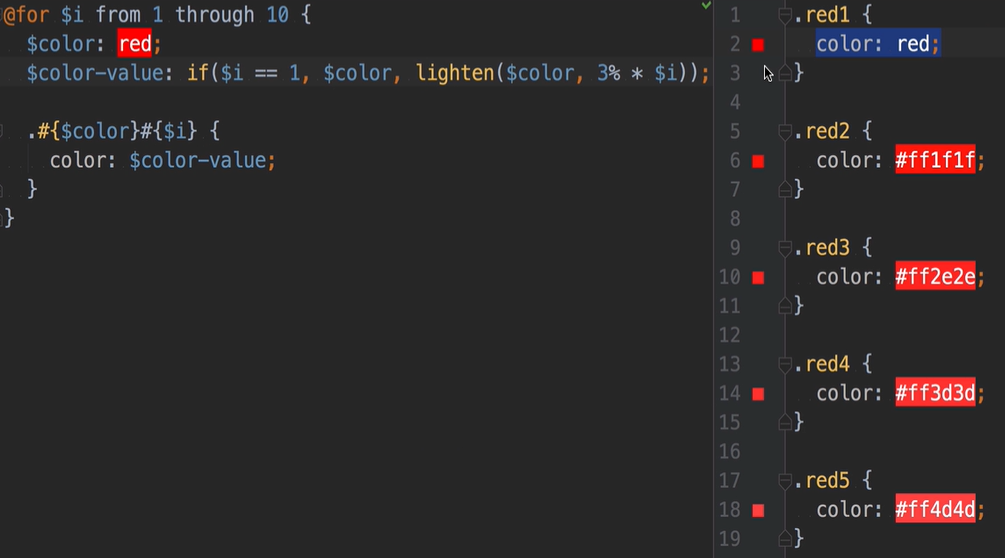 @for $i from 1 through 10 {
$color: red;
$color-value: if($i == 1, $color, lighten($color, 3% * $i));
.#{$color}#{$i} {
color: $color-value;
}
}
1 .red1 {
2 color: red;
3 }
4
5 .red2 {
6 color: #ff1f1f;
7 }
8
9 .red3 {
10 color: #ff2e2e;
11 }
12
13 .red4 {
14 color: #ff3d3d;
15 }
16
17 .red5 {
18 color: #ff4d4d;
19 }